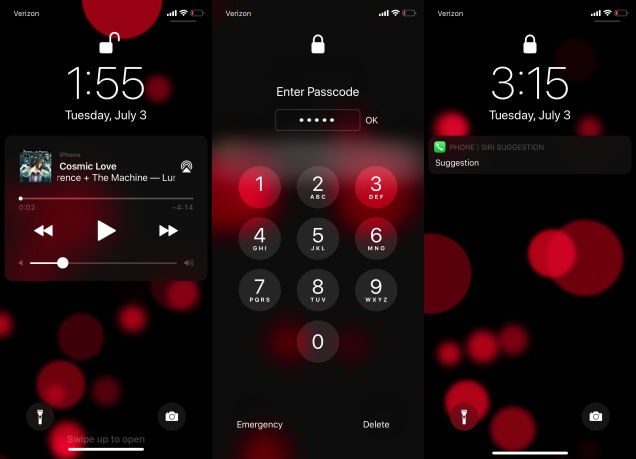 Verizon
1:55
Tuesday, July 3
iPhone
Cosmic Love
rence + The Machine — Lur
0:02
-4:14
Swipe up to open
Verizon
Enter Passcode
OK
1
2
ABC
3
DEF
4
GHI
5
JKL
6
MNO
7
PQRS
8
TUV
9
WXYZ
0
Emergency
Delete
Verizon
3:15
Tuesday, July 3
PHONE | SIRI SUGGESTION
Suggestion